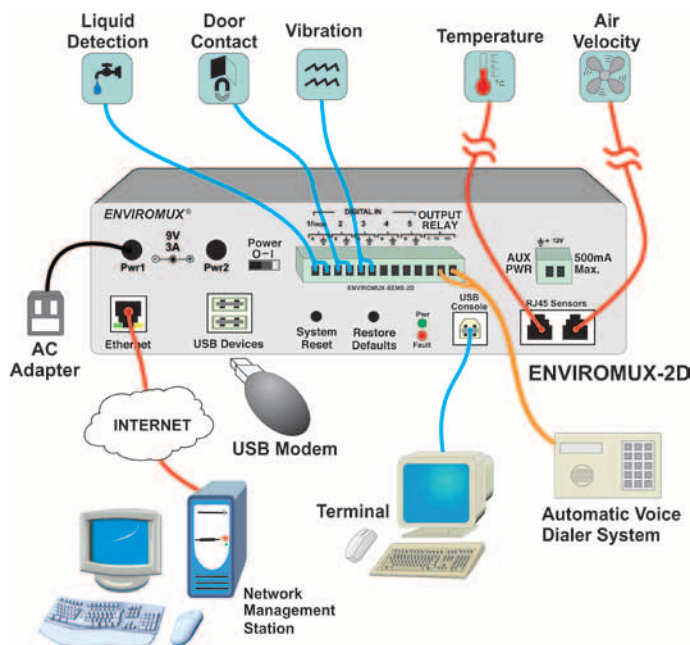 Liquid
Detection
Door
Contact
Vibration
Temperature
Air
Velocity
°C
ENVIROMUX®
9V
3A
Pwr1
Pwr2
Power
O–I
DIGITAL IN
1 2 3 4 5
OUTPUT
RELAY
ENVIROMUX-SEMS-2D
+ 12V
AUX
PWR
500mA
Max.
RJ45 Sensors
Ethernet
USB Devices
System
Reset
Restore
Defaults
Pwr
Fault
USB
Console
AC
Adapter
ENVIROMUX-2D
INTERNET
USB Modem
Terminal
Automatic Voice
Dialer System
Network
Management
Station